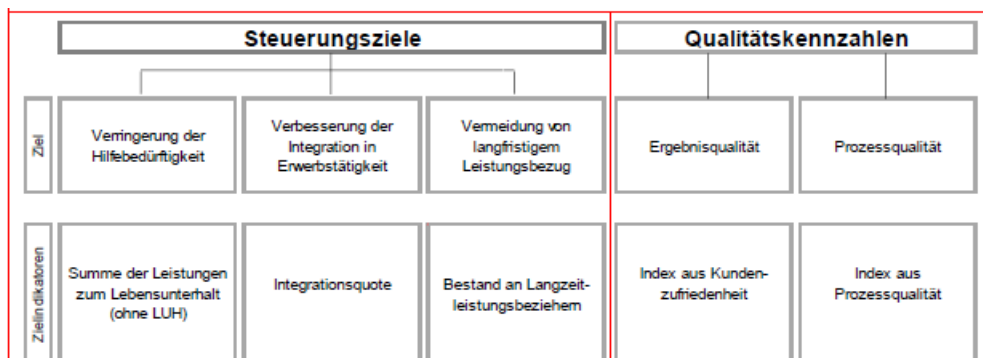 Steuerungsziele
Qualitätskennzahlen
Ziel
Verringerung der
Hilfebedürftigkeit
Verbesserung der
Integration in
Erwerbstätigkeit
Vermeidung von
langfristigem
Leistungsbezug
Ergebnisqualität
Prozessqualität
Zielindikatoren
Summe der Leistungen
zum Lebensunterhalt
(ohne LUH)
Integrationsquote
Bestand an Langzeit-
leistungsbeziehern
Index aus Kunden-
zufriedenheit
Index aus
Prozessqualität